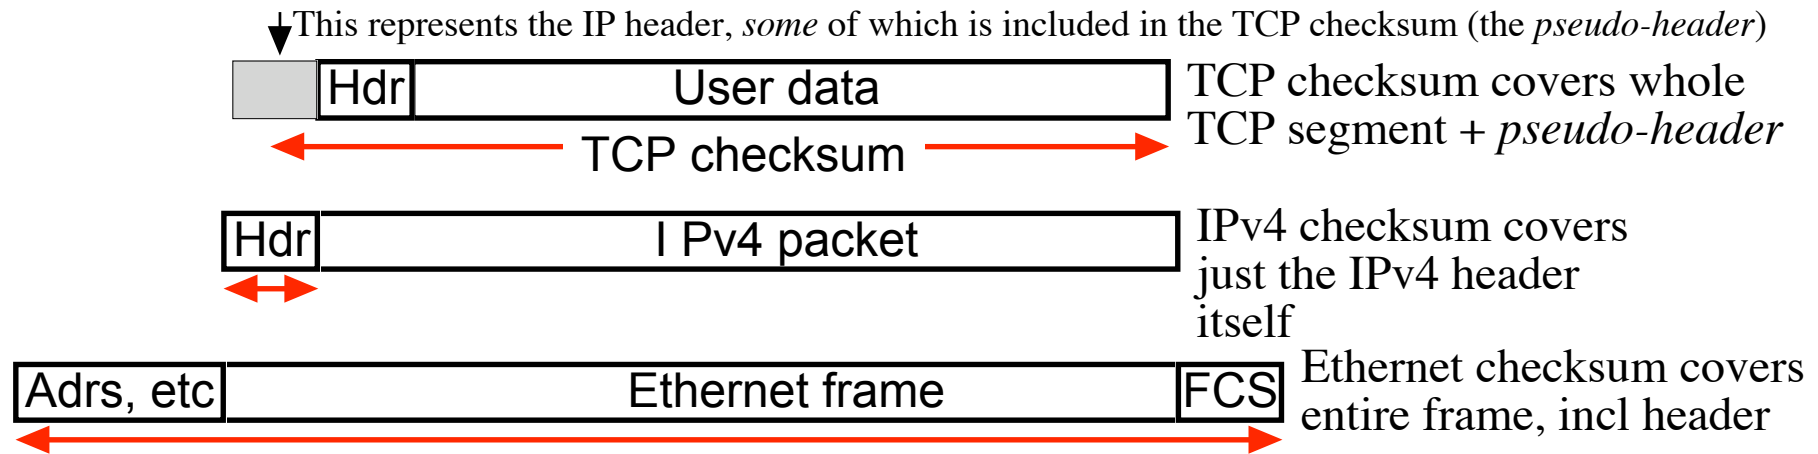 This represents the IP header, some of which is included in the TCP checksum (the pseudo-header)
Hdr
User data
TCP checksum covers whole
TCP segment + pseudo-header
TCP checksum
Hdr
I Pv4 packet
IPv4 checksum covers
just the IPv4 header
itself
Adrs, etc
Ethernet frame
FCS
Ethernet checksum covers
entire frame, incl header